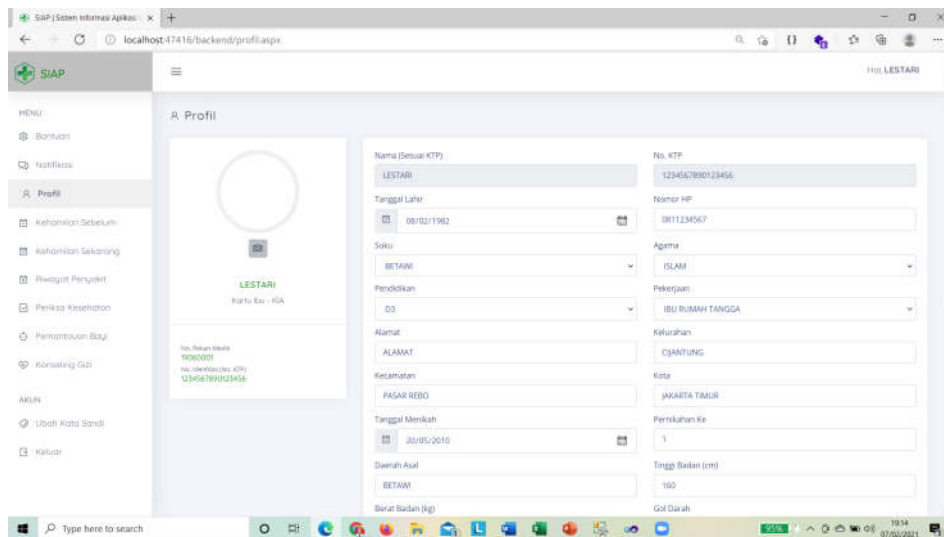 SIAP | Sistem Informasi Aplikasi
localhost:47416/backend/profil.aspx
SIAP
Hai, LESTARI
MENU
Bantuan
Notifikasi
Profil
Kehamilan Sebelum
Kehamilan Sekarang
Riwayat Penyakit
Periksa Kesehatan
Pemantauan Bayi
Konseling Gizi
AKUN
Ubah Kata Sandi
Keluar
Profil
LESTARI
Kartu Ibu - KIA
No. Rekam Medik
19060001
No. Identitas (No. KTP)
1234567890123456
Nama (Sesuai KTP)
No. KTP
LESTARI
1234567890123456
Tanggal Lahir
Nomor HP
08/02/1982
0811234567
Suku
Agama
BETAWI
ISLAM
Pendidikan
Pekerjaan
D3
IBU RUMAH TANGGA
Alamat
Kelurahan
ALAMAT
CIJANTUNG
Kecamatan
Kota
PASAR REBO
JAKARTA TIMUR
Tanggal Menikah
Pernikahan Ke
20/05/2010
1
Daerah Asal
Tinggi Badan (cm)
BETAWI
160
Berat Badan (kg)
Gol Darah
Type here to search
95%
19:14
07/02/2021